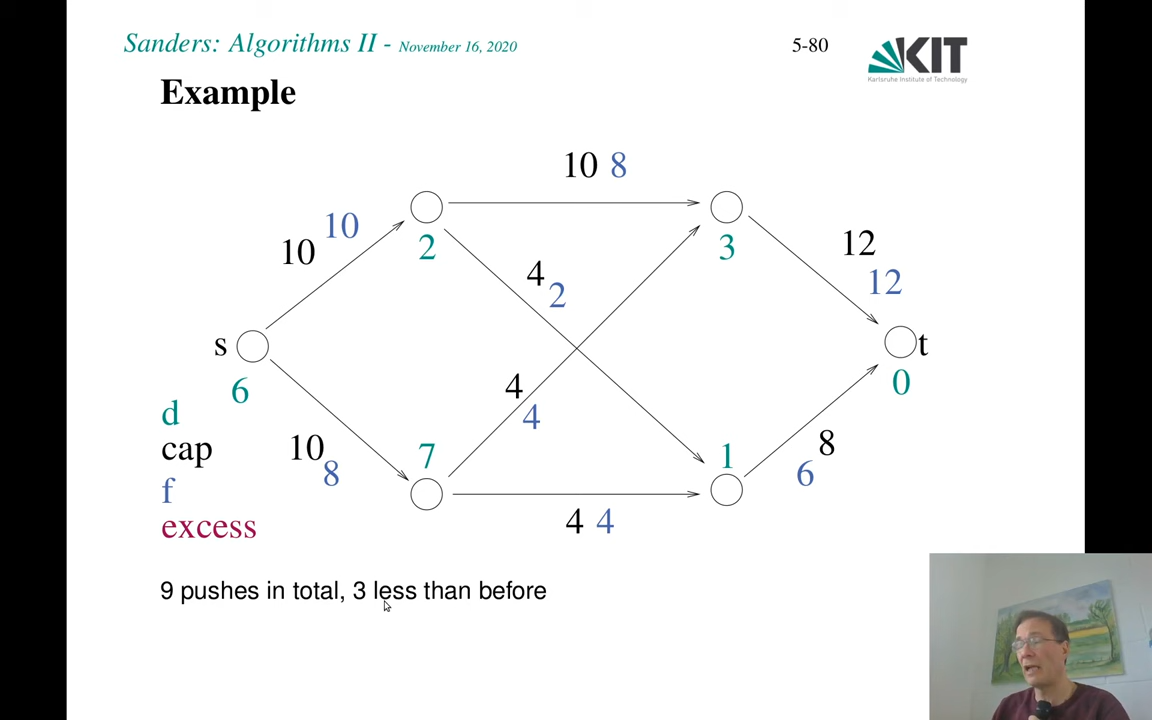 Sanders: Algorithms II - November 16, 2020
5-80
KIT
Karlsruhe Institute of Technology
Example
10 8
10
10
2
3
12
12
4
2
s
t
6
0
4
4
d
cap
f
excess
10
8
7
1
8
6
4 4
9 pushes in total, 3 less than before